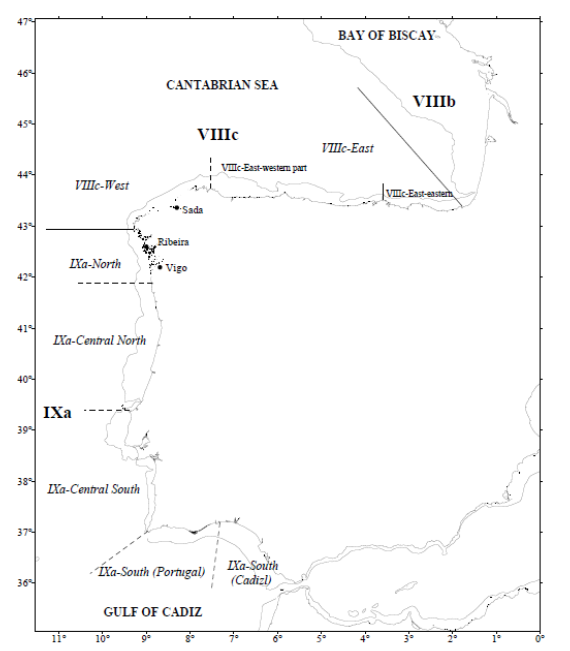 47°
BAY OF BISCAY
46°
CANTABRIAN SEA
VIIIb
45°
VIIIc
VIIIc-East
44°
VIIIc-East-western part
VIIIc-West
VIIIc-East-eastern
Sada
43°
Ribeira
IXa-North
Vigo
42°
41°
IXa-Central North
40°
IXa
39°
38°
IXa-Central South
37°
IXa-South (Portugal)
IXa-South
(Cadizl)
36°
GULF OF CADIZ
11° 10° 9° 8° 7° 6° 5° 4° 3° 2° 1° 0°